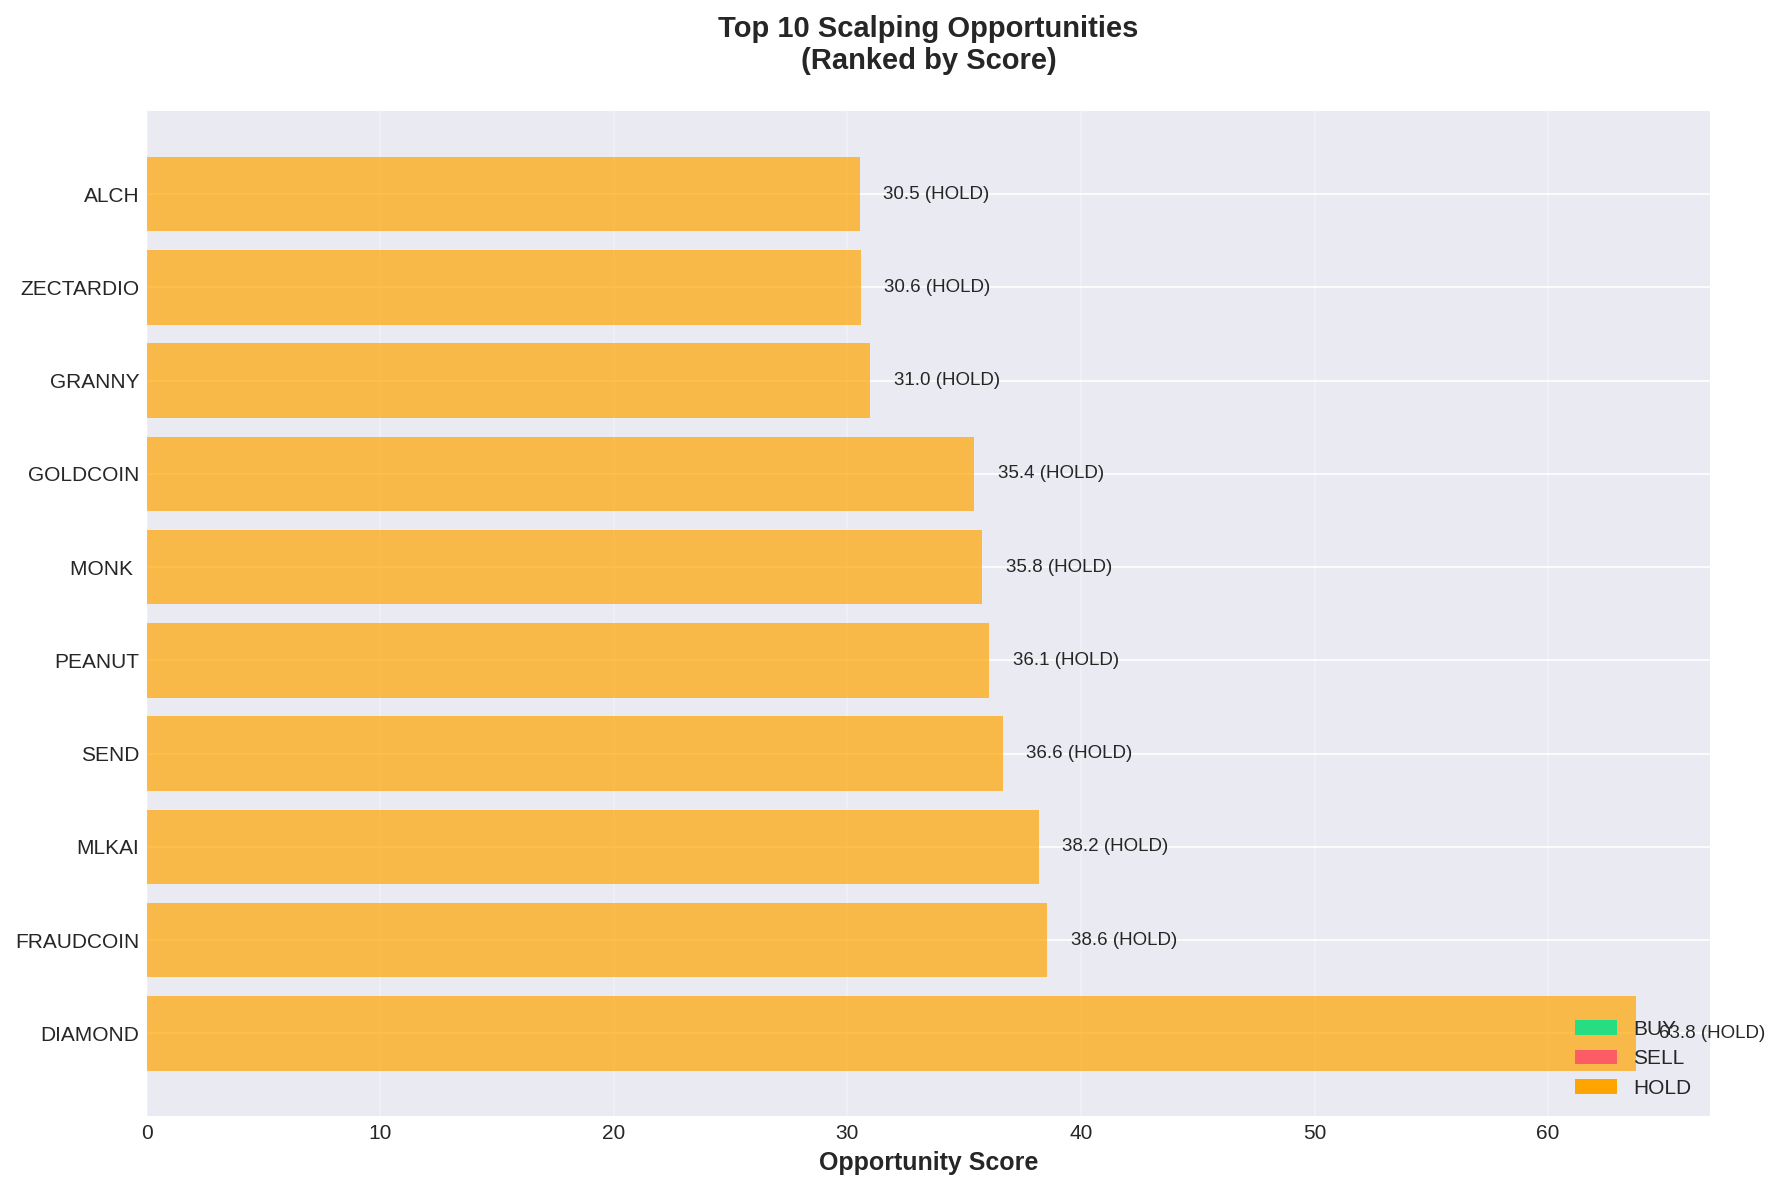 Top 10 Scalping Opportunities
(Ranked by Score)
ALCH
30.5 (HOLD)
ZECTARDIO
30.6 (HOLD)
GRANNY
31.0 (HOLD)
GOLDCOIN
35.4 (HOLD)
MONK
35.8 (HOLD)
PEANUT
36.1 (HOLD)
SEND
36.6 (HOLD)
MLKAI
38.2 (HOLD)
FRAUDCOIN
38.6 (HOLD)
DIAMOND
63.8 (HOLD)
BUY
SELL
HOLD
0 10 20 30 40 50 60
Opportunity Score